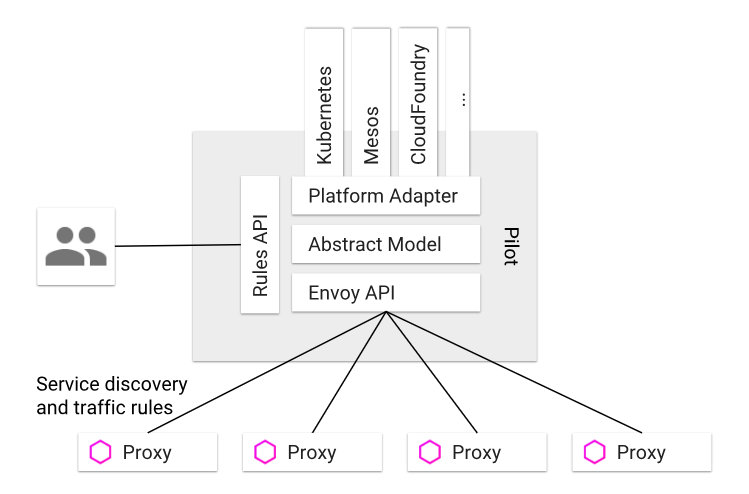 Kubernetes
Mesos
CloudFoundry
...
Platform Adapter
Rules API
Abstract Model
Pilot
Envoy API
Service discovery
and traffic rules
Proxy
Proxy
Proxy
Proxy